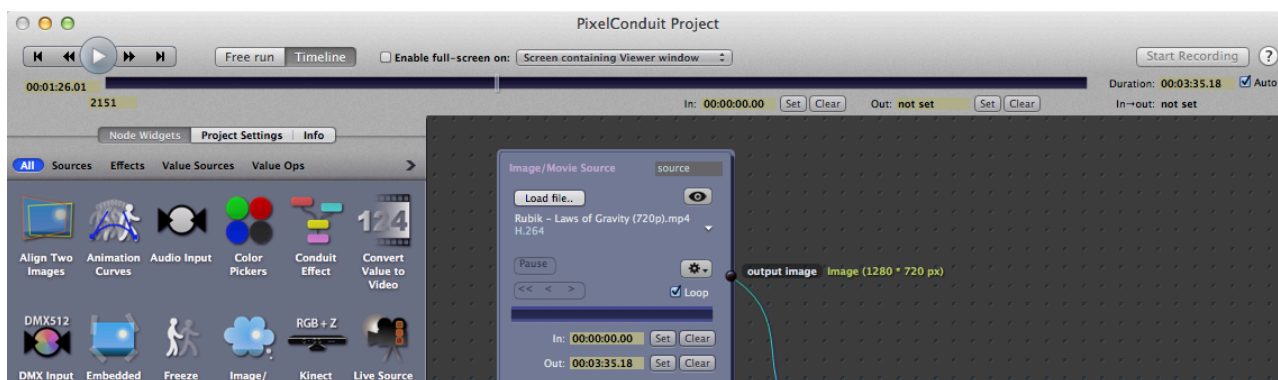 PixelConduit Project
Free run Timeline Enable full-screen on: Screen containing Viewer window Start Recording ?
00:01:26.01 Duration: 00:03:35.18 Auto
2151 In: 00:00:00.00 Set Clear Out: not set Set Clear In→out: not set
Node Widgets Project Settings Info
All Sources Effects Value Sources Value Ops
Image/Movie Source source
Load file..
Rubik - Laws of Gravity (720p).mp4
H.264
124
Align Two Images
Animation Curves
Audio Input
Color Pickers
Conduit Effect
Convert Value to Video
Pause
<< < >
Loop
output image Image (1280 * 720 px)
In: 00:00:00.00 Set Clear
Out: 00:03:35.18 Set Clear
DMX512
RGB + Z
DMX Input Embedded Freeze Image/ Kinect Live Source